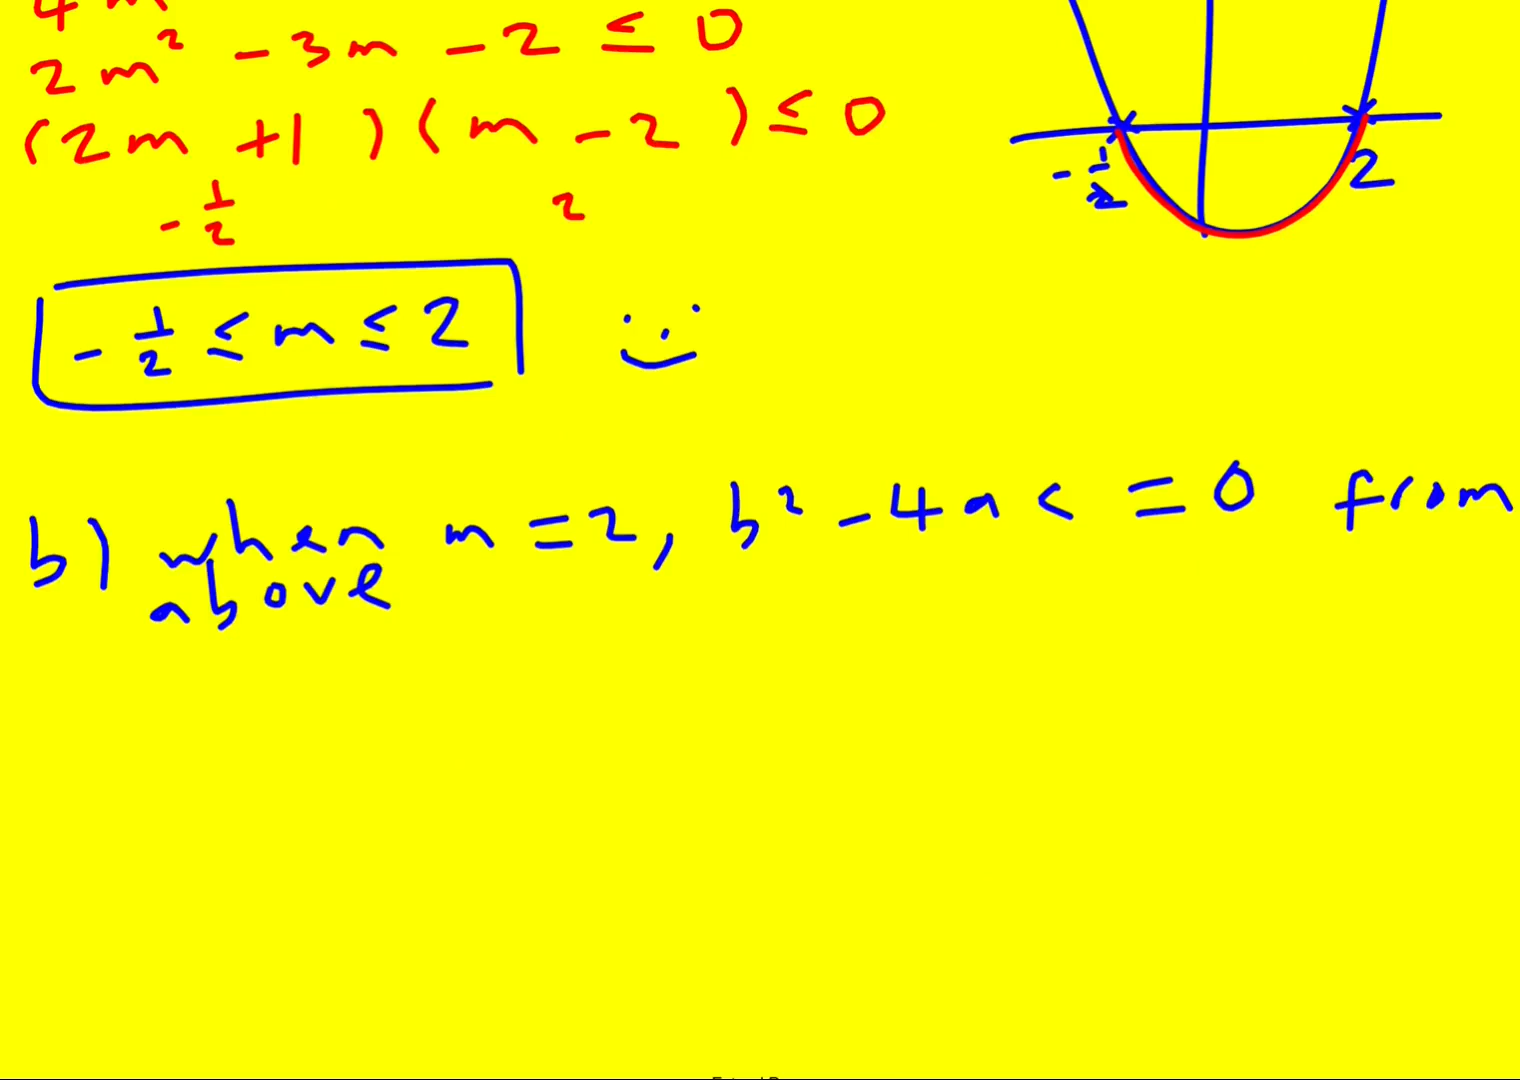 2m² - 3m - 2 ≤ 0
(2m + 1)(m - 2) ≤ 0
- 1/2 2
- 1/2 ≤ m ≤ 2
- 1/2 2
b) when m = 2, b² - 4ac = 0 from
above